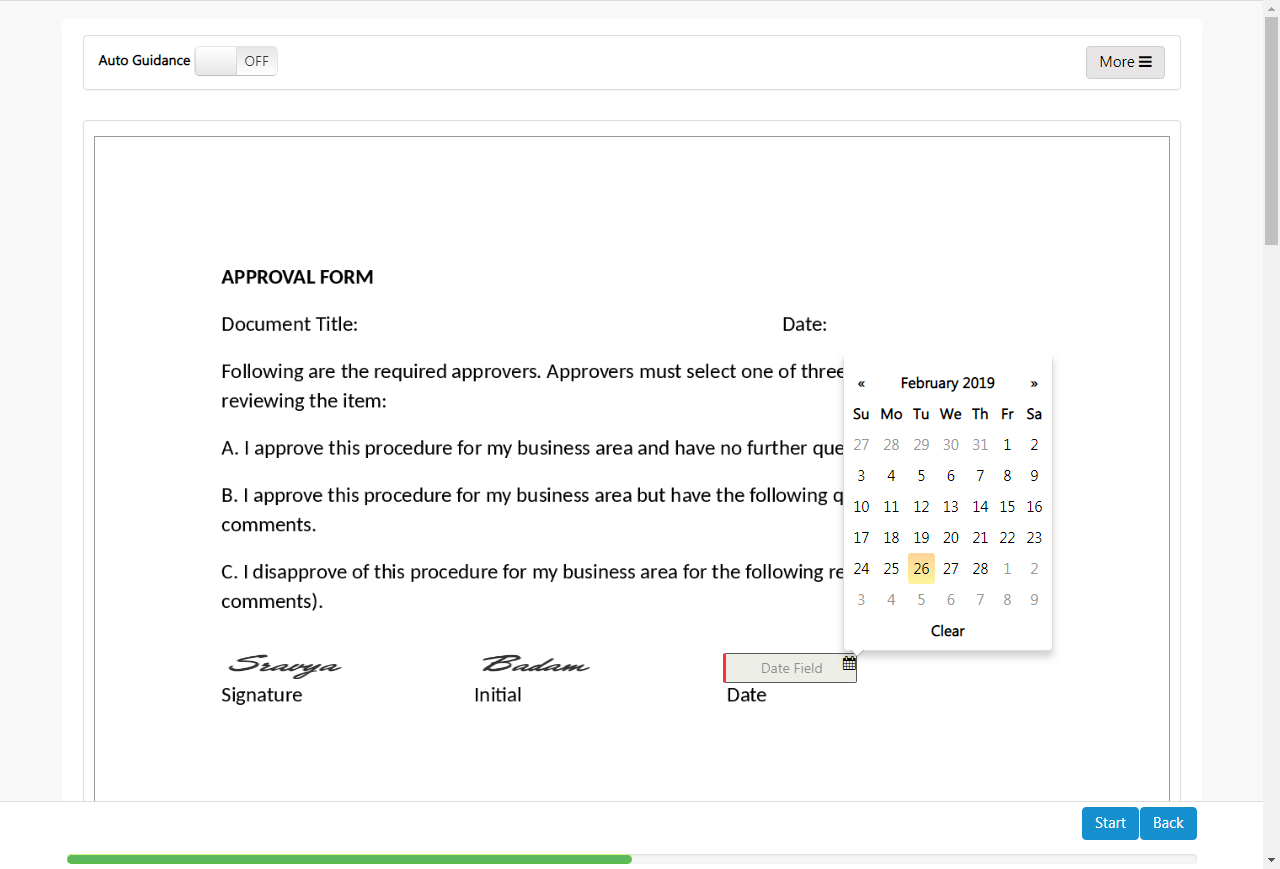 Auto Guidance OFF
More
APPROVAL FORM
Document Title: Date:
Following are the required approvers. Approvers must select one of three
reviewing the item:
A. I approve this procedure for my business area and have no further que
B. I approve this procedure for my business area but have the following q
comments.
C. I disapprove of this procedure for my business area for the following re
comments).
« February 2019 »
Su Mo Tu We Th Fr Sa
27 28 29 30 31 1 2
3 4 5 6 7 8 9
10 11 12 13 14 15 16
17 18 19 20 21 22 23
24 25 26 27 28 1 2
3 4 5 6 7 8 9
Clear
Sravya Badam Date Field
Signature Initial Date
Start Back